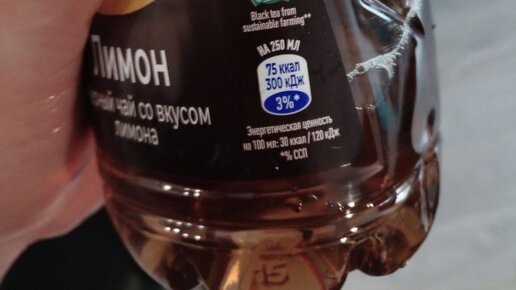 Black tea from
sustainable farming**
НА 250 МЛ
75 ккал
300 кДж
3%*
Энергетическая ценность
на 100 мл: 30 ккал / 120 кДж
*% ССП
Лимон
чай со вкусом
лимона
15